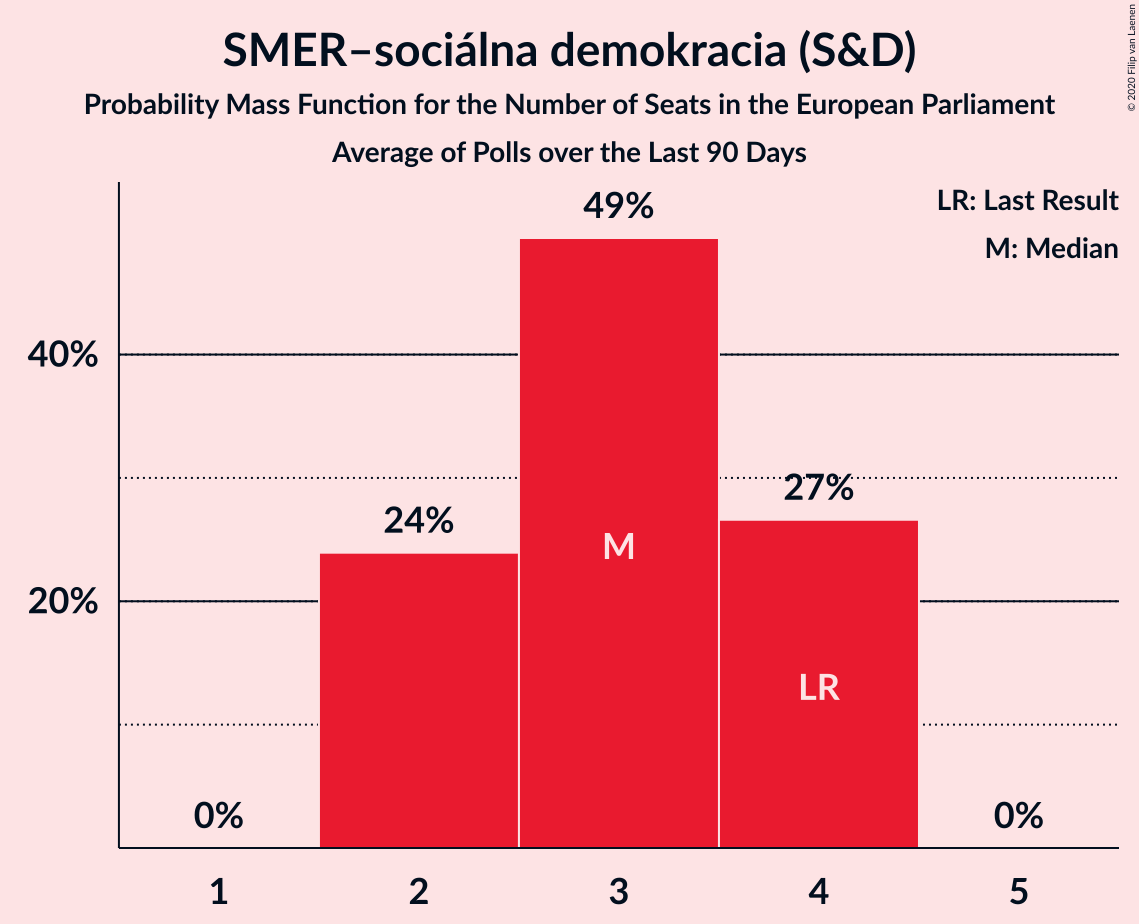 SMER–sociálna demokracia (S&D)
Probability Mass Function for the Number of Seats in the European Parliament
Average of Polls over the Last 90 Days
© 2020 Filip van Laenen
LR: Last Result
M: Median
49%
40%
27%
24%
M
20%
LR
0%
0%
1 2 3 4 5